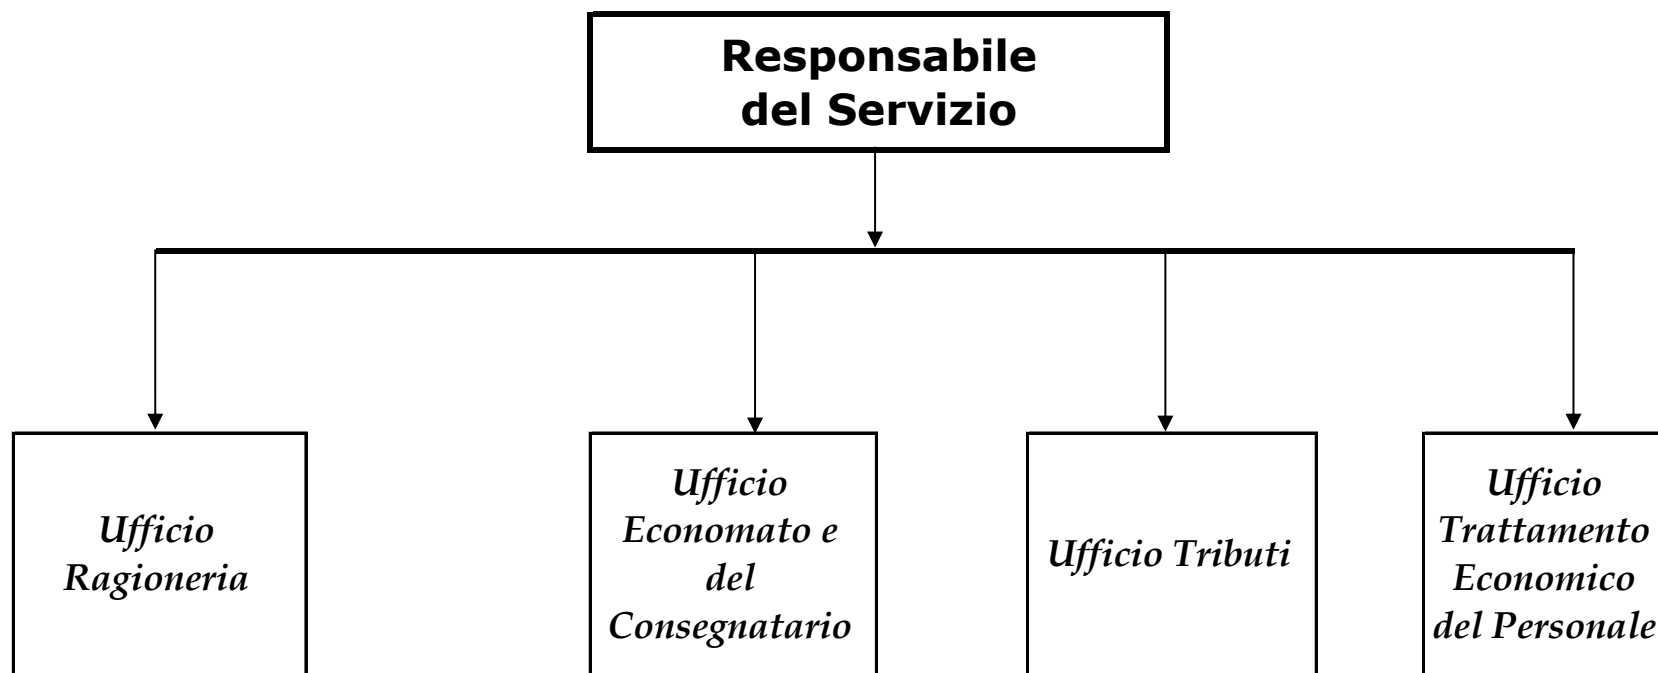 Responsabile
del Servizio
Ufficio
Ragioneria
Ufficio
Economato e
del
Consegnatario
Ufficio Tributi
Ufficio
Trattamento
Economico
del Personale